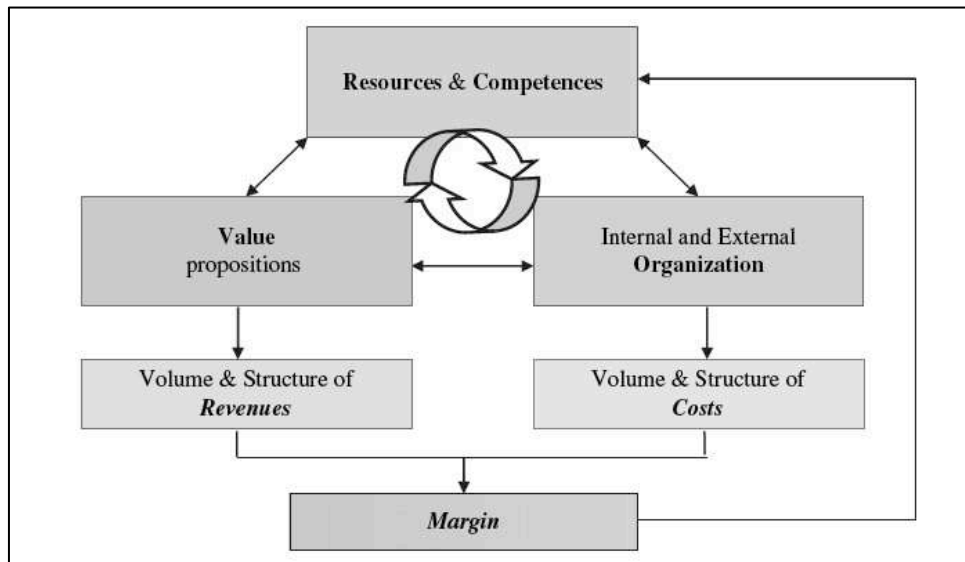 Resources & Competences
Value
propositions
Internal and External
Organization
Volume & Structure of
Revenues
Volume & Structure of
Costs
Margin